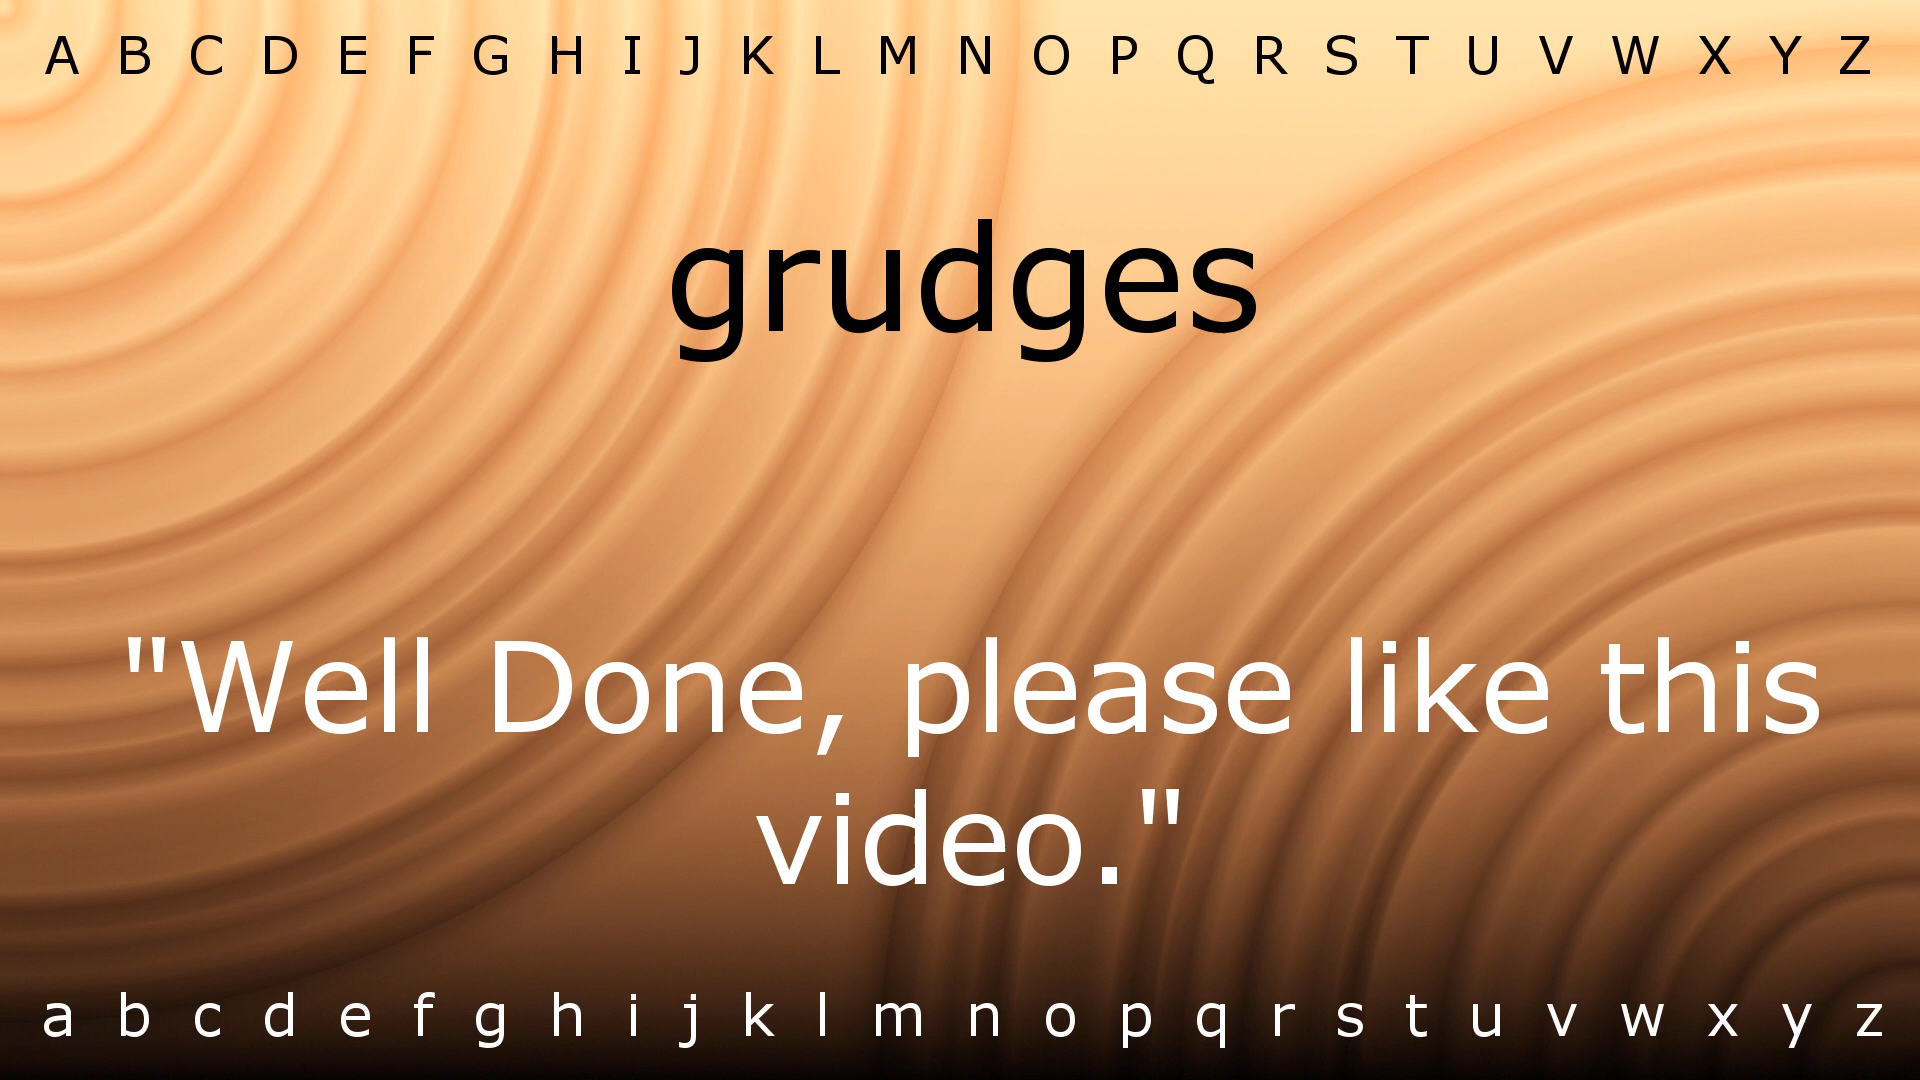 A B C D E F G H I J K L M N O P Q R S T U V W X Y Z
grudges
"Well Done, please like this
video."
a b c d e f g h i j k l m n o p q r s t u v w x y z